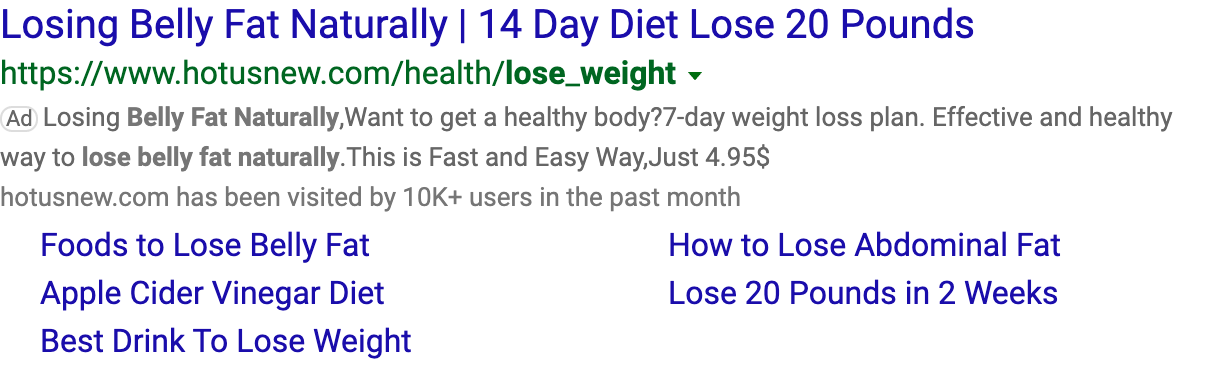 Losing Belly Fat Naturally | 14 Day Diet Lose 20 Pounds
https://www.hotusnew.com/health/lose_weight
Ad Losing Belly Fat Naturally,Want to get a healthy body?7-day weight loss plan. Effective and healthy
way to lose belly fat naturally.This is Fast and Easy Way,Just 4.95$
hotusnew.com has been visited by 10K+ users in the past month
Foods to Lose Belly Fat
How to Lose Abdominal Fat
Apple Cider Vinegar Diet
Lose 20 Pounds in 2 Weeks
Best Drink To Lose Weight